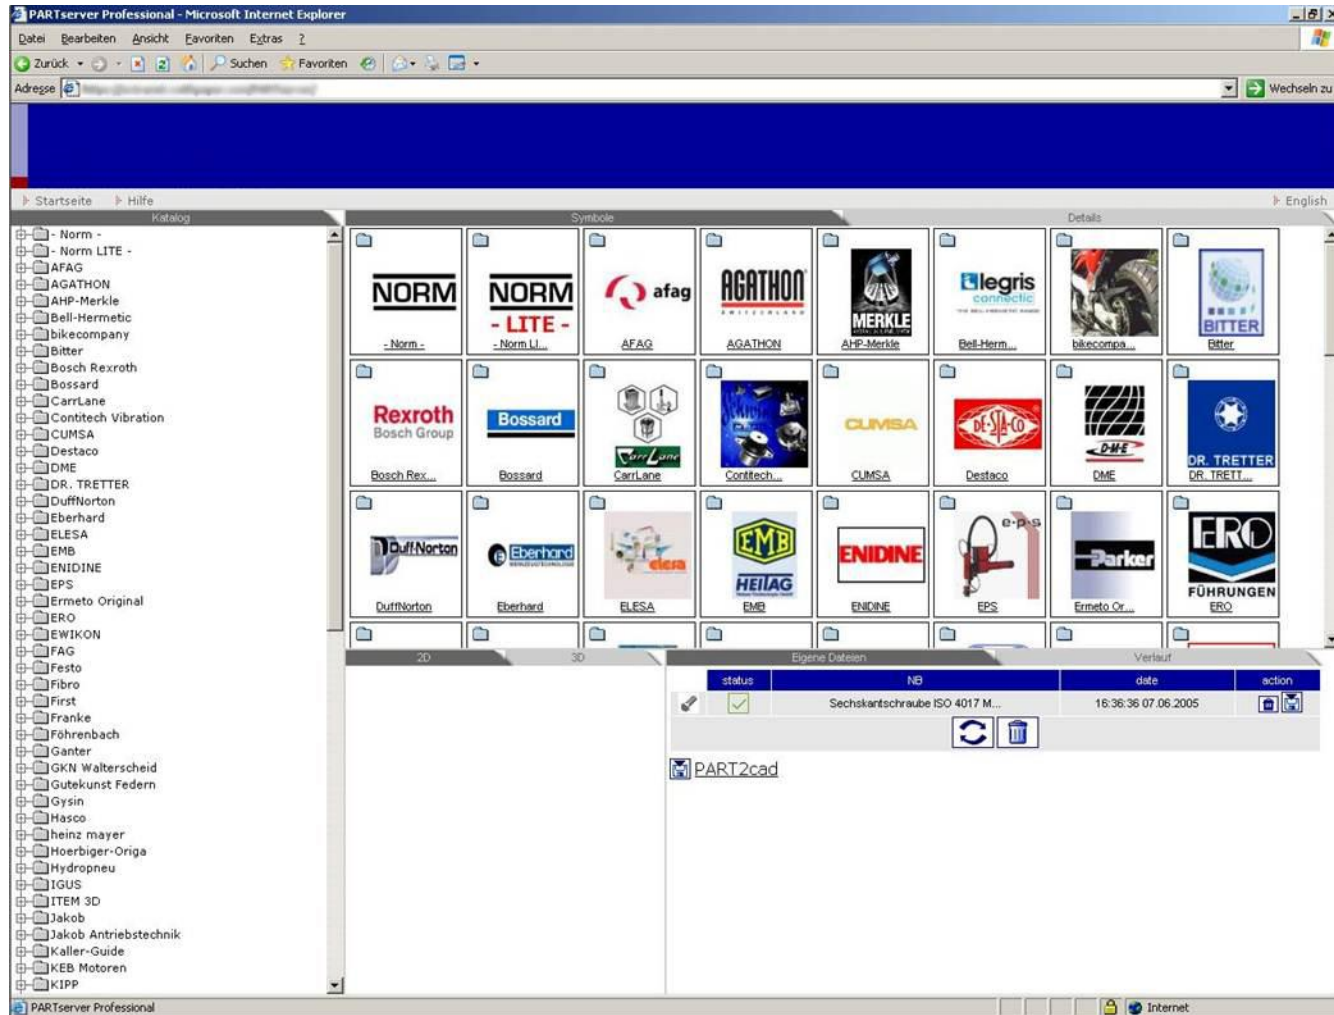 PARTserver Professional - Microsoft Internet Explorer
Datei Bearbeiten Ansicht Favoriten Extras ?
Zurück Suchen Favoriten
Adresse Wechseln zu
Startseite Hilfe English
Katalog Symbole Details
- Norm -
- Norm LITE -
AFAG
AGATHON
AHP-Merkle
Bell-Hermetic
bikecompany
Bitter
Bosch Rexroth
Bossard
CarrLane
Contitech Vibration
CUMSA
Destaco
DME
DR. TRETTER
DuffNorton
Eberhard
ELESA
EMB
ENIDINE
EPS
Ermeto Original
ERO
EWIKON
FAG
Festo
Fibro
First
Franke
Föhrenbach
Ganter
GKN Walterscheid
Gutekunst Federn
Gysin
Hasco
heinz mayer
Hoerbiger-Origa
Hydropneu
IGUS
ITEM 3D
Jakob
Jakob Antriebstechnik
Kaller-Guide
KEB Motoren
KIPP
NORM
- Norm -
NORM
- LITE -
- Norm LI...
afag
AFAG
AGATHON
SWITZERLAND
AGATHON
MERKLE
AHP-Merkle
legris
connectic
Bell-Herm...
bikecompa...
BITTER
Bitter
Rexroth
Bosch Group
Bosch Rex...
Bossard
Bossard
CarrLane
CarrLane
Contitech...
CUMSA
CUMSA
DE-STA-CO
Destaco
D-M-E
DME
DR. TRETTER
DR. TRETT...
Duff-Norton
DuffNorton
Eberhard
WERKZEUGTECHNOLOGIE
Eberhard
elesa
ELESA
EMB
HEITAG
EMB
ENIDINE
ENIDINE
e·p·s
EPS
Parker
Ermeto Or...
ERO
FÜHRUNGEN
ERO
2D 3D
Eigene Dateien Verlauf
status NB date action
Sechskantschraube ISO 4017 M... 16:36:36 07.06.2005
PART2cad
PARTserver Professional Internet